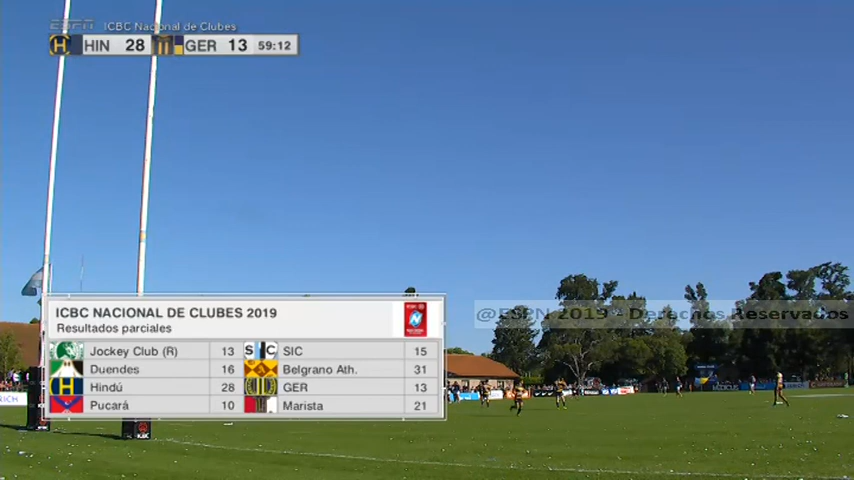 ESPN ICBC Nacional de Clubes
HIN 28 GER 13 59:12
@ESPN 2019 - Derechos Reservados
ICBC NACIONAL DE CLUBES 2019
Resultados parciales
Jockey Club (R) 13 SIC 15
Duendes 16 Belgrano Ath. 31
Hindú 28 GER 13
Pucará 10 Marista 21